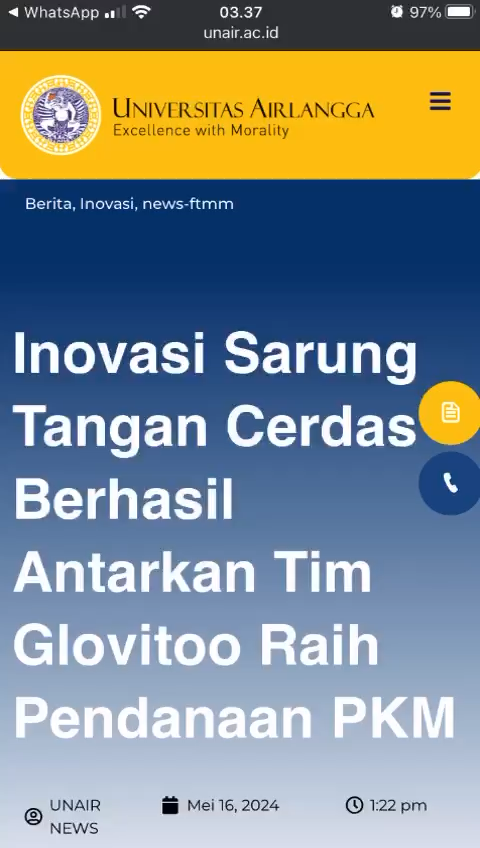 WhatsApp 03.37 97%
unair.ac.id
UNIVERSITAS AIRLANGGA
Excellence with Morality
Berita, Inovasi, news-ftmm
Inovasi Sarung
Tangan Cerdas
Berhasil
Antarkan Tim
Glovitoo Raih
Pendanaan PKM
UNAIR NEWS
Mei 16, 2024
1:22 pm